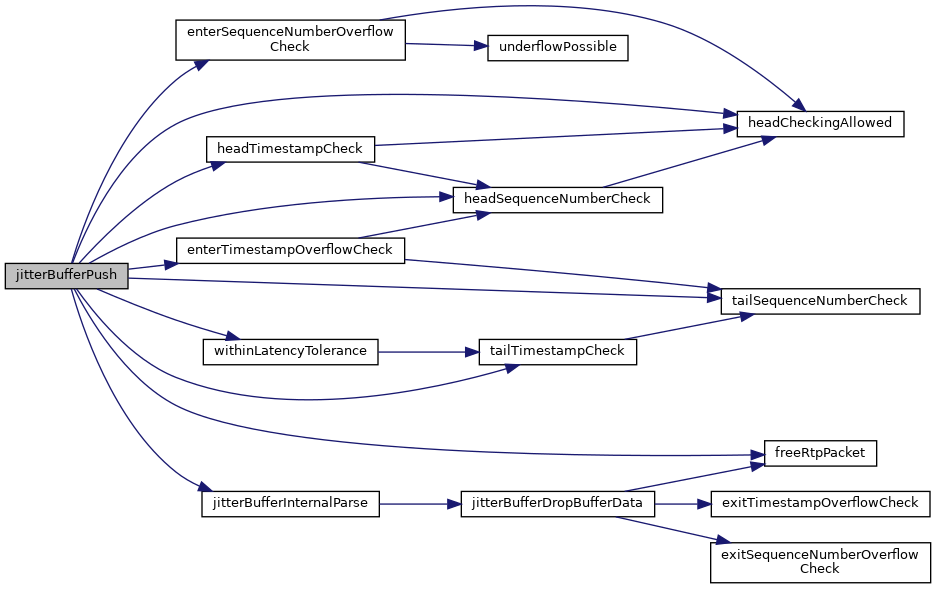 enterSequenceNumberOverflow
Check
underflowPossible
headCheckingAllowed
headTimestampCheck
headSequenceNumberCheck
enterTimestampOverflowCheck
jitterBufferPush
tailSequenceNumberCheck
withinLatencyTolerance
tailTimestampCheck
freeRtpPacket
jitterBufferInternalParse
jitterBufferDropBufferData
exitTimestampOverflowCheck
exitSequenceNumberOverflow
Check